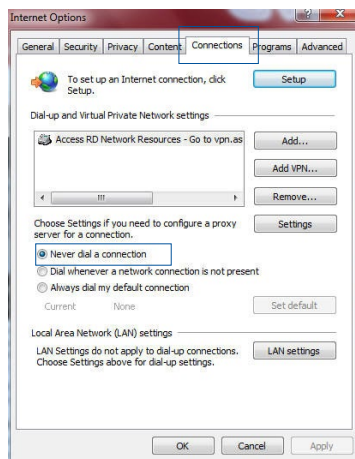 Internet Options
General Security Privacy Content Connections Programs Advanced
To set up an Internet connection, click
Setup.
Setup
Dial-up and Virtual Private Network settings
Access RD Network Resources - Go to vpn.as
Add...
Add VPN...
Remove...
Choose Settings if you need to configure a proxy
server for a connection.
Settings
Never dial a connection
Dial whenever a network connection is not present
Always dial my default connection
Current None
Set default
Local Area Network (LAN) settings
LAN Settings do not apply to dial-up connections.
Choose Settings above for dial-up settings.
LAN settings
OK Cancel Apply